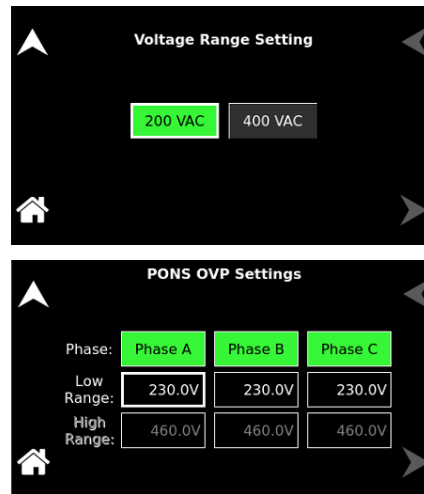 Voltage Range Setting
200 VAC 400 VAC
PONS OVP Settings
Phase: Phase A Phase B Phase C
Low
Range: 230.0V 230.0V 230.0V
High
Range: 460.0V 460.0V 460.0V